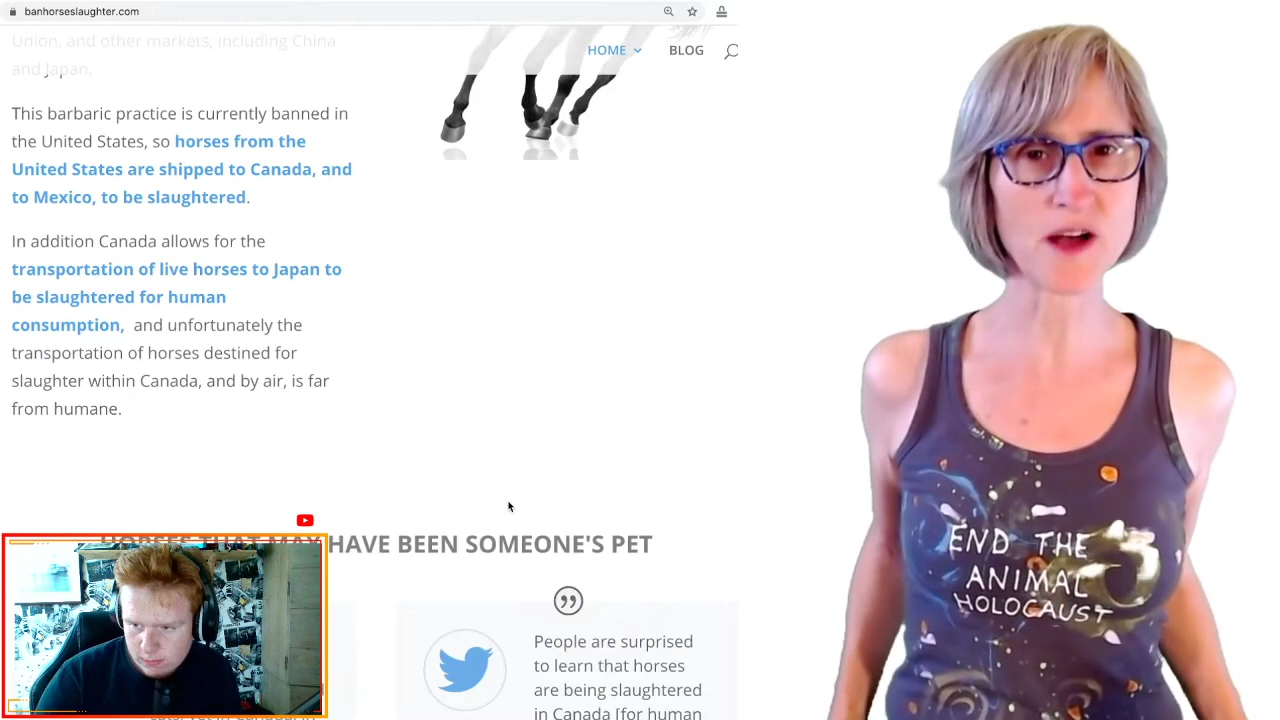 banhorseslaughter.com
Union, and other markets, including China
and Japan,
HOME
BLOG
This barbaric practice is currently banned in
the United States, so horses from the
United States are shipped to Canada, and
to Mexico, to be slaughtered.
In addition Canada allows for the
transportation of live horses to Japan to
be slaughtered for human
consumption, and unfortunately the
transportation of horses destined for
slaughter within Canada, and by air, is far
from humane.
HORSES THAT MAY HAVE BEEN SOMEONE'S PET
People are surprised
to learn that horses
are being slaughtered
in Canada [for human
END THE
ANIMAL
HOLOCAUST